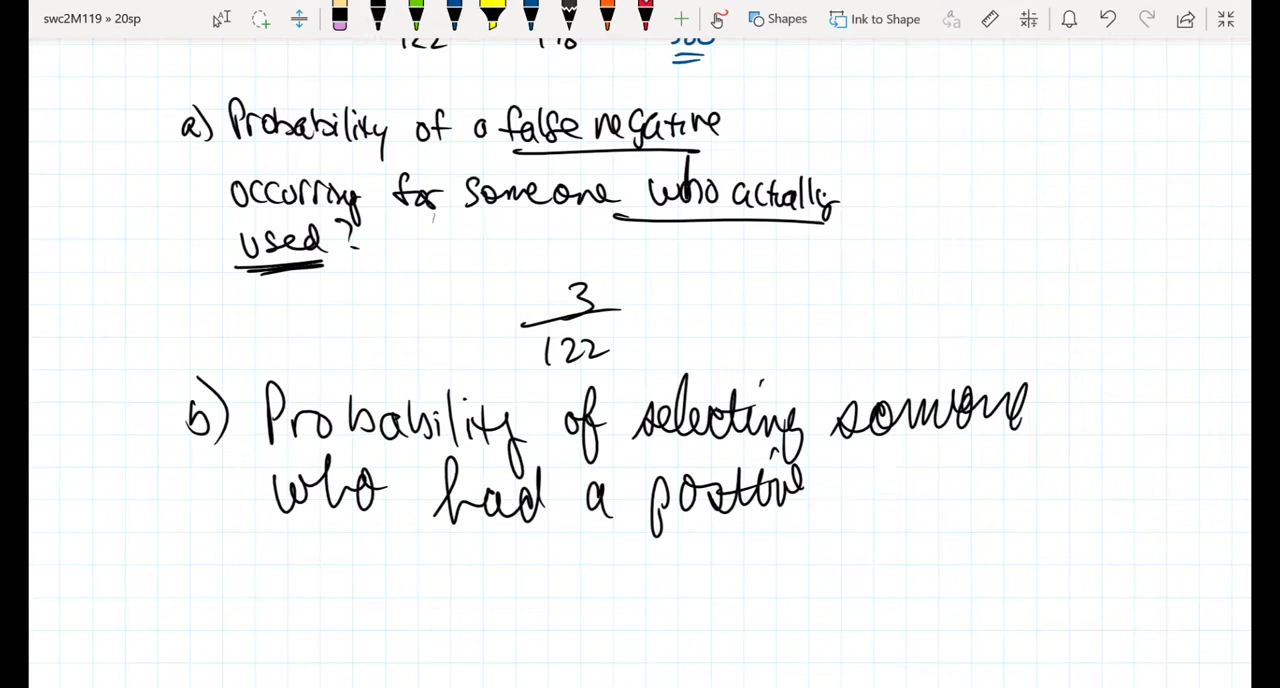 swc2M119 » 20sp
Shapes
Ink to Shape
122
a) Probability of a false negative
occurring for someone who actually
used?
3
122
b) Probability of selecting someone
who had a positive